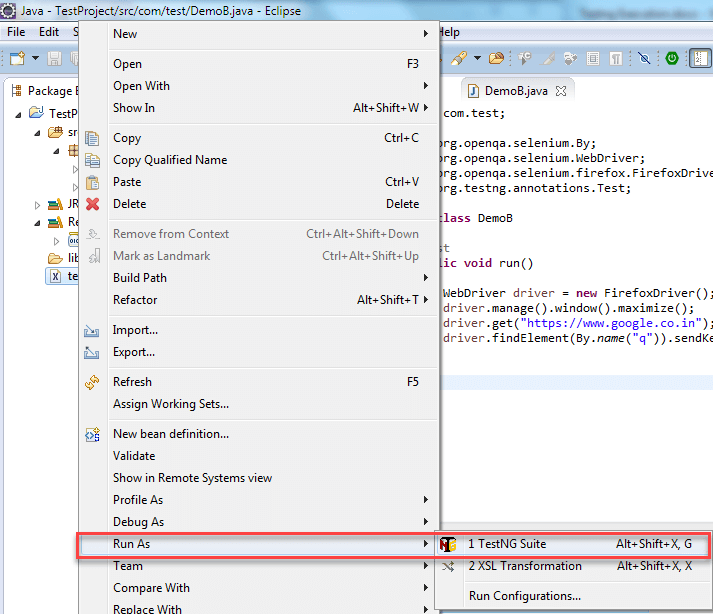 Java - TestProject/src/com/test/DemoB.java - Eclipse
File Edit
New
Open F3
Open With
Show In Alt+Shift+W
Copy Ctrl+C
Copy Qualified Name
Paste Ctrl+V
Delete Delete
Remove from Context Ctrl+Alt+Shift+Down
Mark as Landmark Ctrl+Alt+Shift+Up
Build Path
Refactor Alt+Shift+T
Import...
Export...
Refresh F5
Assign Working Sets...
New bean definition...
Validate
Show in Remote Systems view
Profile As
Debug As
Run As
Team
Compare With
Replace With
1 TestNG Suite Alt+Shift+X, G
2 XSL Transformation Alt+Shift+X, X
Run Configurations...
Package E
TestP
src
JR
Re
lib
te
DemoB.java
com.test;
org.openqa.selenium.By;
org.openqa.selenium.WebDriver;
org.openqa.selenium.firefox.FirefoxDrive
org.testng.annotations.Test;
class DemoB
st
lic void run()
WebDriver driver = new FirefoxDriver();
driver.manage().window().maximize();
driver.get("https://www.google.co.in");
driver.findElement(By.name("q")).sendKe